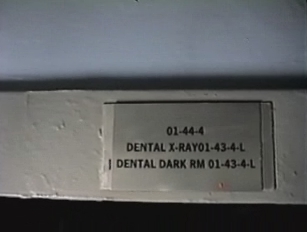 01-44-4
DENTAL X-RAY01-43-4-L
DENTAL DARK RM 01-43-4-L